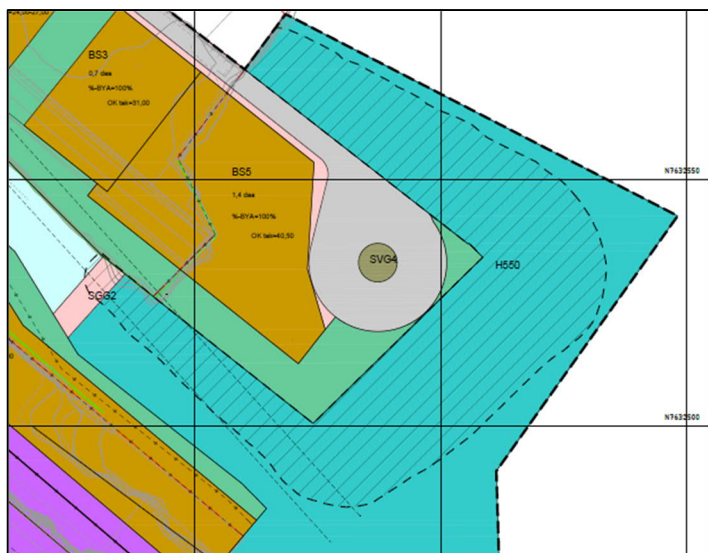 BS3
0,7 daa
%-BYA=100%
OK tak=31,00
BS5
1,4 daa
%-BYA=100%
OK tak=40,50
N7632550
SVG4
H550
SGG2
N7632500